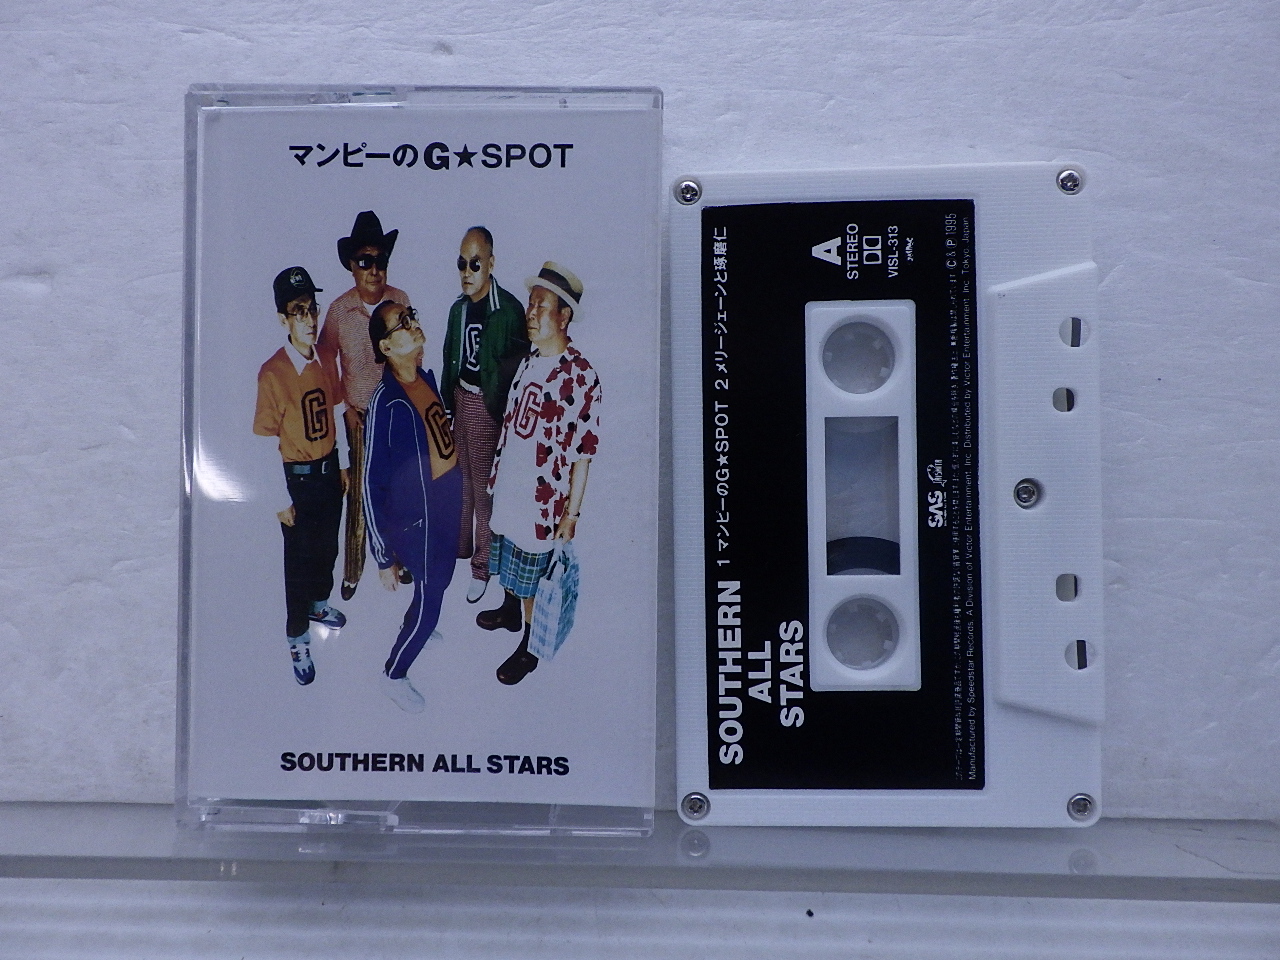 マンピーのG★SPOT
G
G
G
G
SOUTHERN ALL STARS
SOUTHERN
ALL
STARS
1 マンピーのG★SPOT 2 メリージェーンと琢磨仁
A
STEREO
VISL-313
SAS
C & P 1995
Manufactured by Speedstar Records, A Division of Victor Entertainment, Inc. Distributed by Victor Entertainment, Inc. Tokyo, Japan